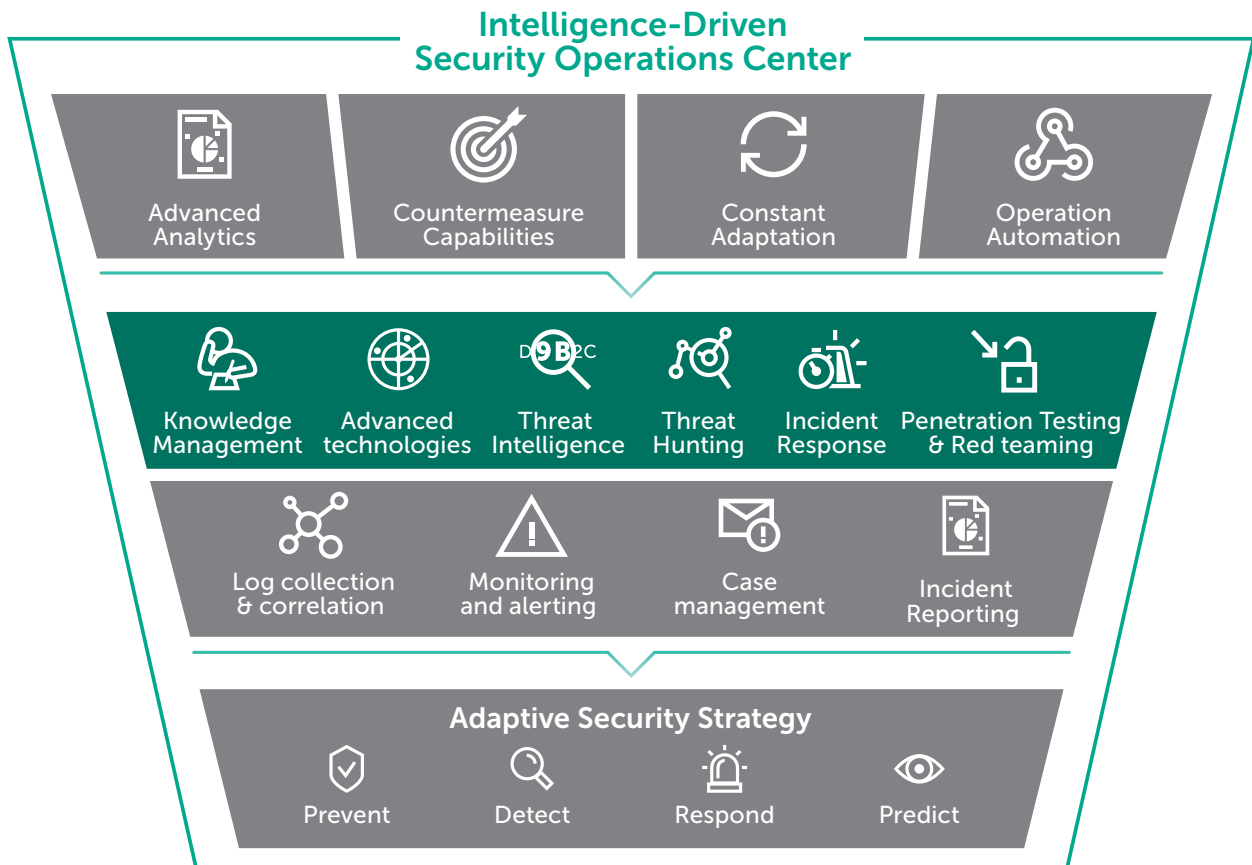 Intelligence-Driven
Security Operations Center
Advanced
Analytics
Countermeasure
Capabilities
Constant
Adaptation
Operation
Automation
D9B2C
Knowledge
Management
Advanced
technologies
Threat
Intelligence
Threat
Hunting
Incident
Response
Penetration Testing
& Red teaming
Log collection
& correlation
Monitoring
and alerting
Case
management
Incident
Reporting
Adaptive Security Strategy
Prevent
Detect
Respond
Predict